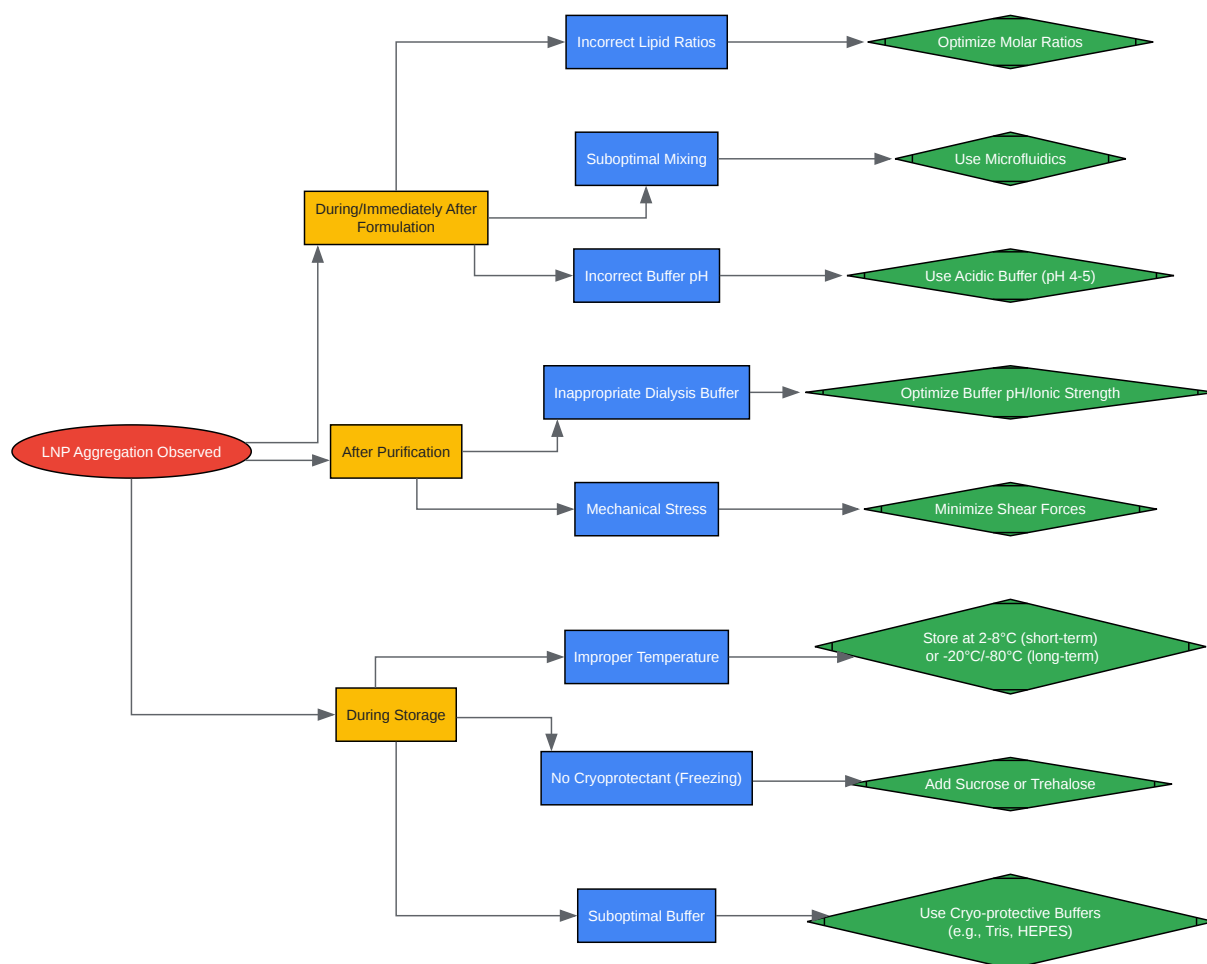 Incorrect Lipid Ratios
Optimize Molar Ratios
Suboptimal Mixing
Use Microfluidics
During/Immediately After
Formulation
Incorrect Buffer pH
Use Acidic Buffer (pH 4-5)
Inappropriate Dialysis Buffer
Optimize Buffer pH/Ionic Strength
LNP Aggregation Observed
After Purification
Mechanical Stress
Minimize Shear Forces
Improper Temperature
Store at 2-8°C (short-term)
or -20°C/-80°C (long-term)
During Storage
No Cryoprotectant (Freezing)
Add Sucrose or Trehalose
Suboptimal Buffer
Use Cryo-protective Buffers
(e.g., Tris, HEPES)